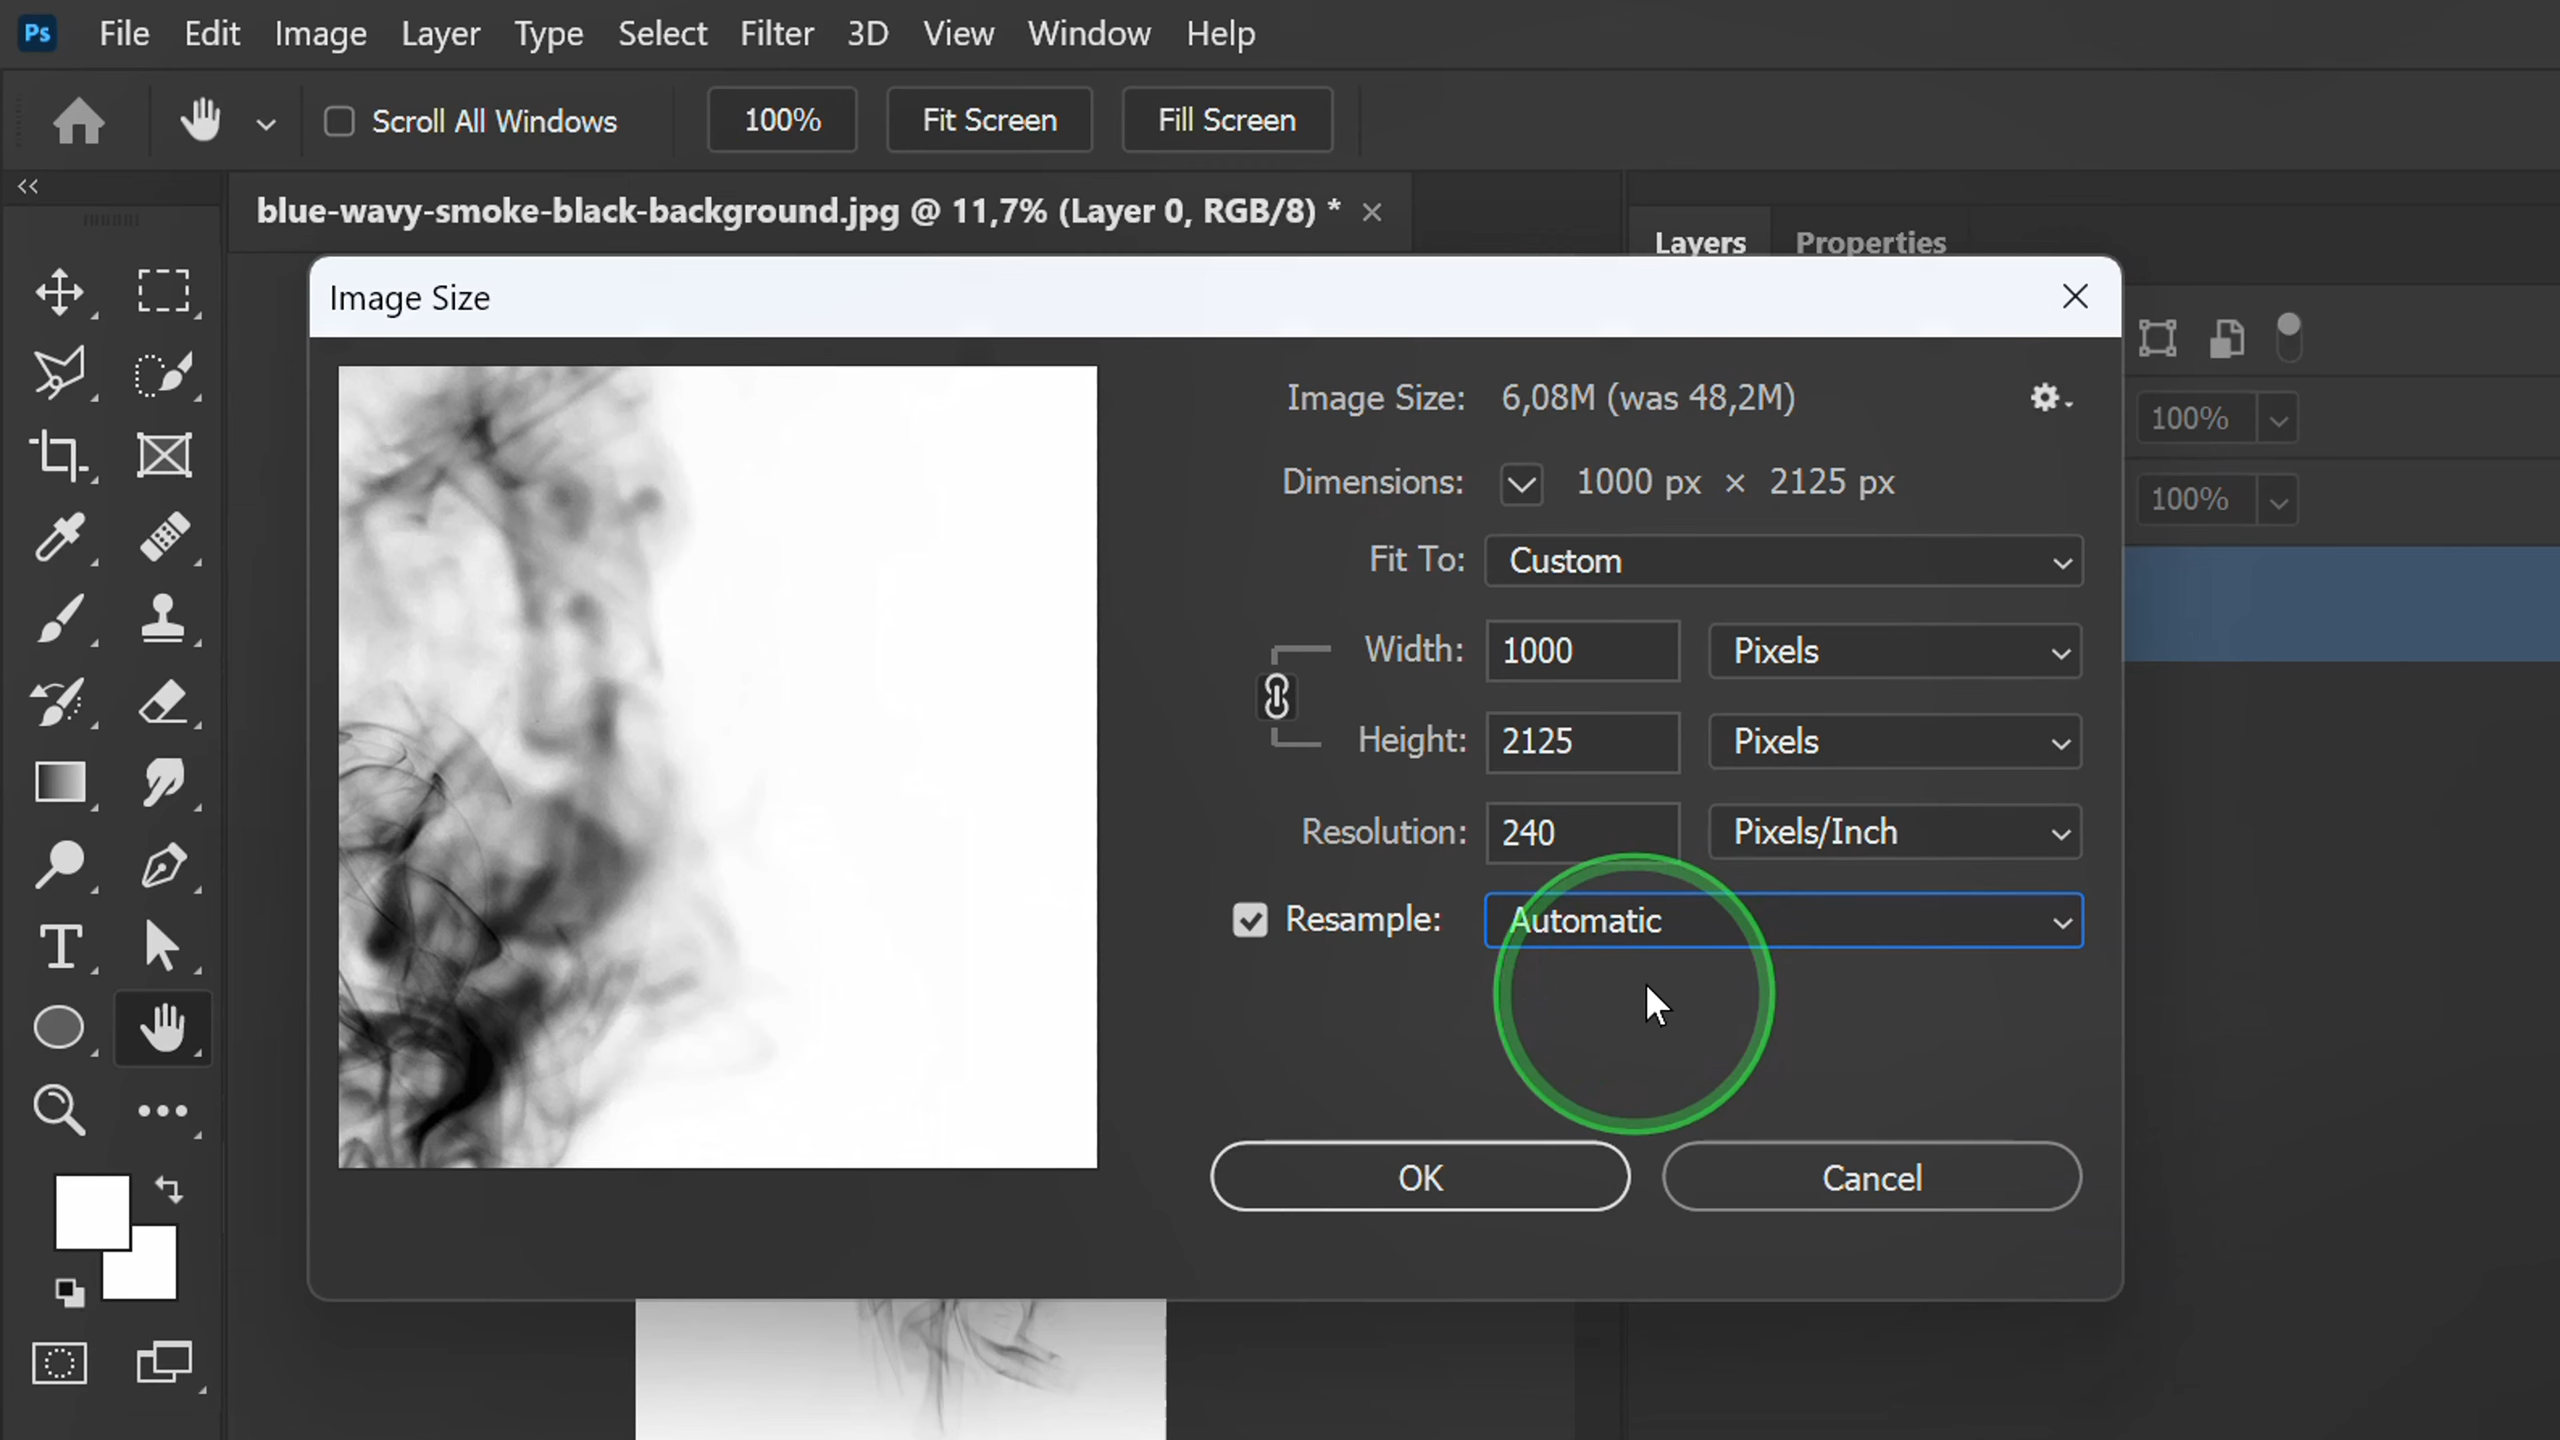 Ps File Edit Image Layer Type Select Filter 3D View Window Help
Scroll All Windows 100% Fit Screen Fill Screen
blue-wavy-smoke-black-background.jpg @ 11,7% (Layer 0, RGB/8) *
Layers Properties
Image Size
Image Size: 6,08M (was 48,2M)
100%
Dimensions: 1000 px × 2125 px
100%
Fit To: Custom
Width: 1000 Pixels
Height: 2125 Pixels
Resolution: 240 Pixels/Inch
Resample: Automatic
T
OK Cancel